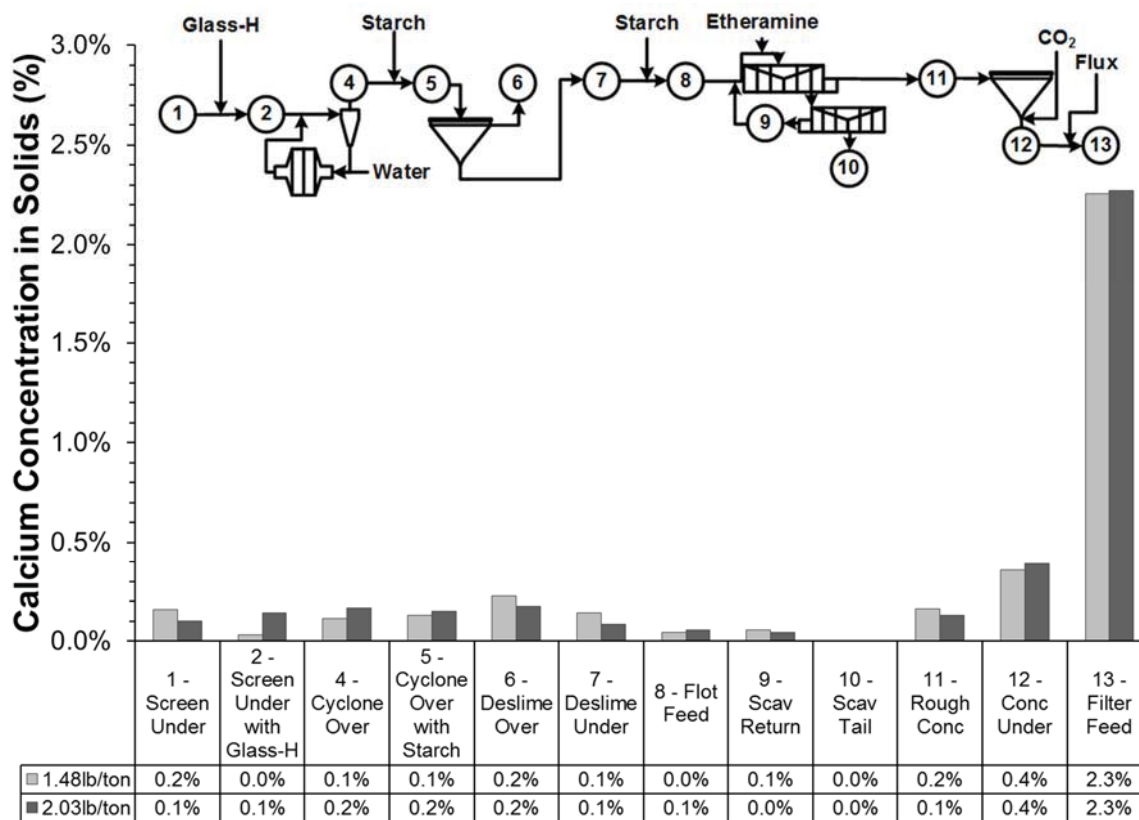 Glass-H
Starch
Starch
Etheramine
CO₂
Flux
1
2
4
5
6
7
8
9
10
11
12
13
Water
Calcium Concentration in Solids (%)
3.0%
2.5%
2.0%
1.5%
1.0%
0.5%
0.0%
1 -
Screen
Under
2 -
Screen
Under
with
Glass-H
4 -
Cyclone
Over
5 -
Cyclone
Over
with
Starch
6 -
Deslime
Over
7 -
Deslime
Under
8 - Flot
Feed
9 -
Scav
Return
10 -
Scav
Tail
11 -
Rough
Conc
12 -
Conc
Under
13 -
Filter
Feed
1.48lb/ton 0.2% 0.0% 0.1% 0.1% 0.2% 0.1% 0.0% 0.1% 0.0% 0.2% 0.4% 2.3%
2.03lb/ton 0.1% 0.1% 0.2% 0.2% 0.2% 0.1% 0.1% 0.0% 0.0% 0.1% 0.4% 2.3%